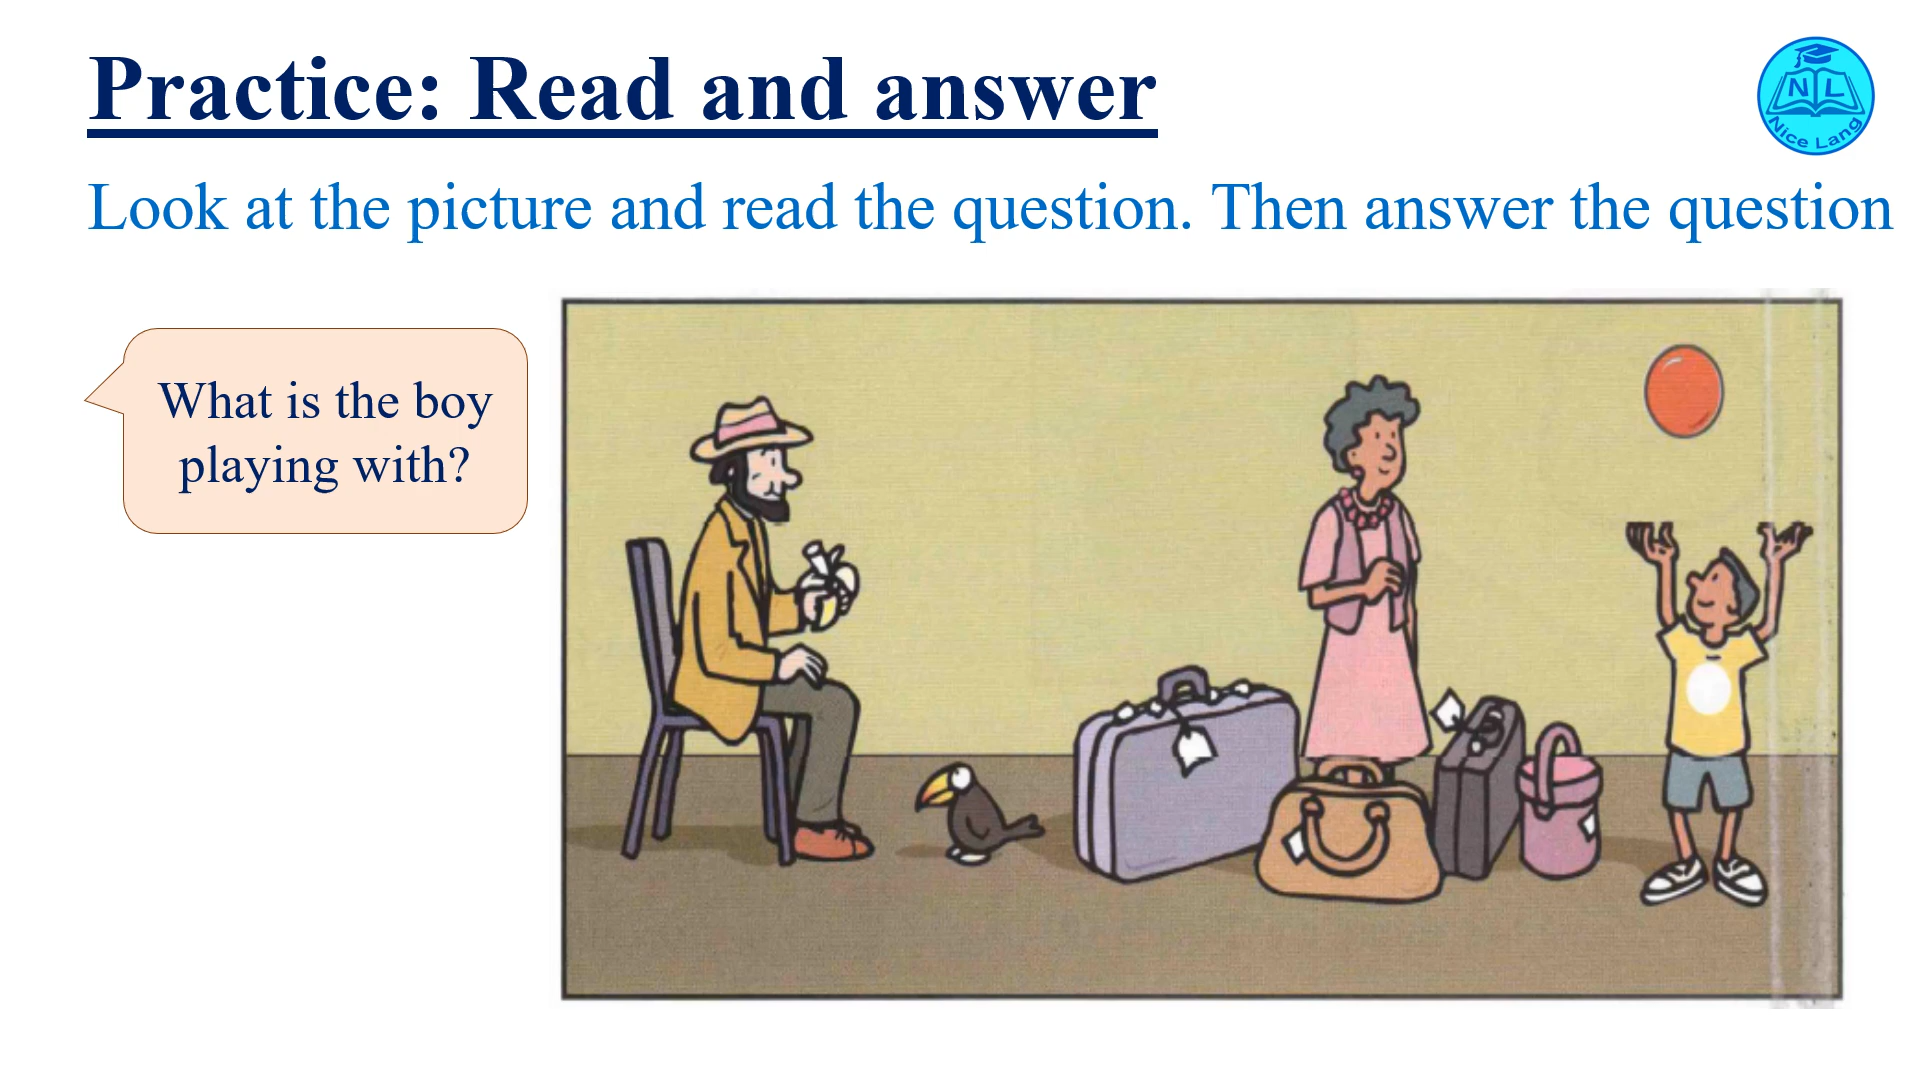 Practice: Read and answer
N L
Nice Lang
Look at the picture and read the question. Then answer the question
What is the boy
playing with?